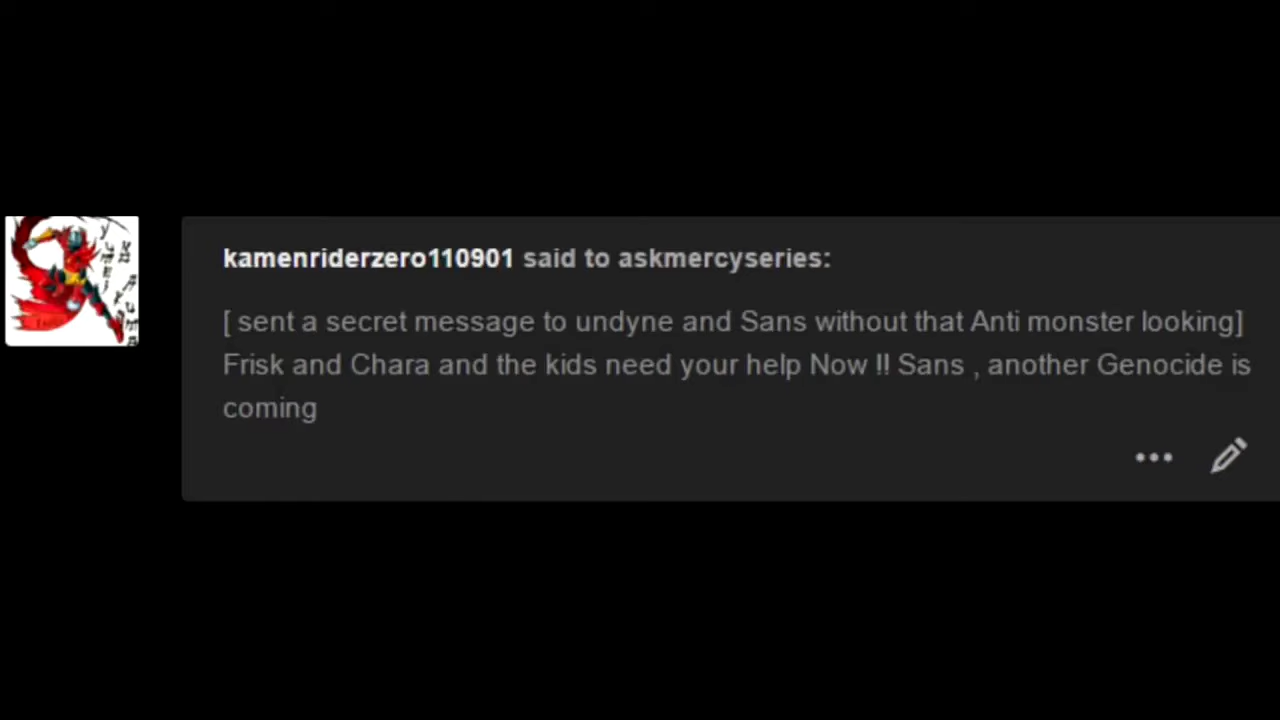 kamenriderzero110901 said to askmercyseries:
[ sent a secret message to undyne and Sans without that Anti monster looking]
Frisk and Chara and the kids need your help Now !! Sans , another Genocide is
coming